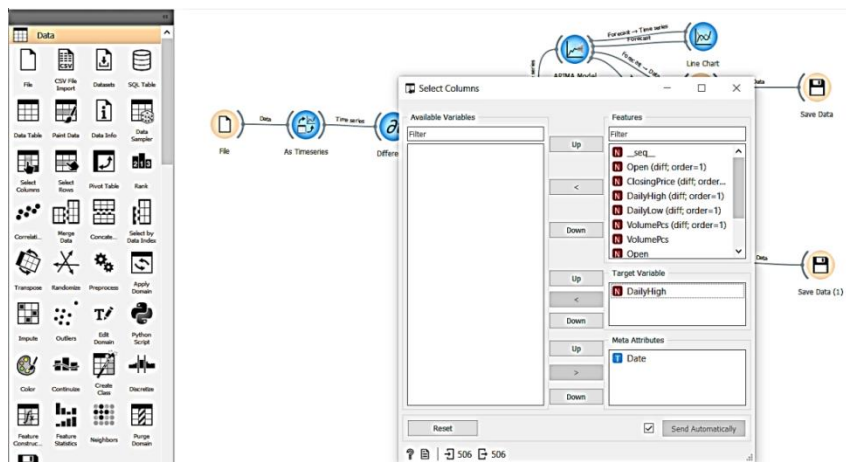 Data
File
CSV File
Import
Datasets
SQL Table
Data Table
Paint Data
Data Info
Data
Sampler
Select
Columns
Select
Rows
Pivot Table
Rank
Correlati...
Merge
Data
Concate...
Select by
Data Index
Transpose
Randomize
Preprocess
Apply
Domain
Impute
Outliers
Edit
Domain
Python
Script
Color
Continuize
Create
Class
Discretize
Feature
Construc...
Feature
Statistics
Neighbors
Purge
Domain
File
Data
As Timeseries
Time series
Differe
ARIMA Model
Forecast → Time series
Forecast
Forecast → Data
Line Chart
Data
Save Data
Data
Save Data (1)
Select Columns
Available Variables
Filter
Up
<
Down
Features
Filter
N __seq__
N Open (diff; order=1)
N ClosingPrice (diff; order...
N DailyHigh (diff; order=1)
N DailyLow (diff; order=1)
N VolumePcs (diff; order=1)
N VolumePcs
N Open
Up
<
Down
Target Variable
N DailyHigh
Up
>
Down
Meta Attributes
T Date
Reset
Send Automatically
? 506 506